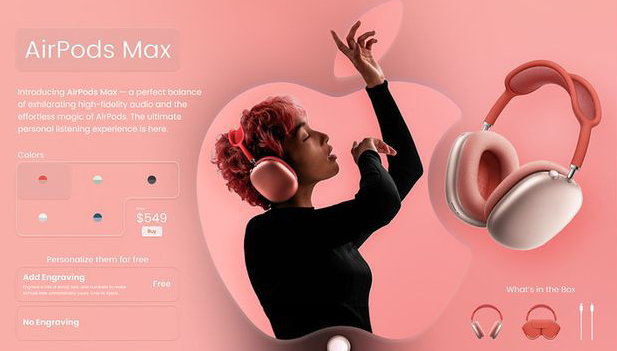 AirPods Max
Introducing AirPods Max — a perfect balance
of exhilarating high-fidelity audio and the
effortless magic of AirPods. The ultimate
personal listening experience is here.
Colors
$549
Buy
Personalize them for free
Add Engraving
Free
No Engraving
What's in the Box